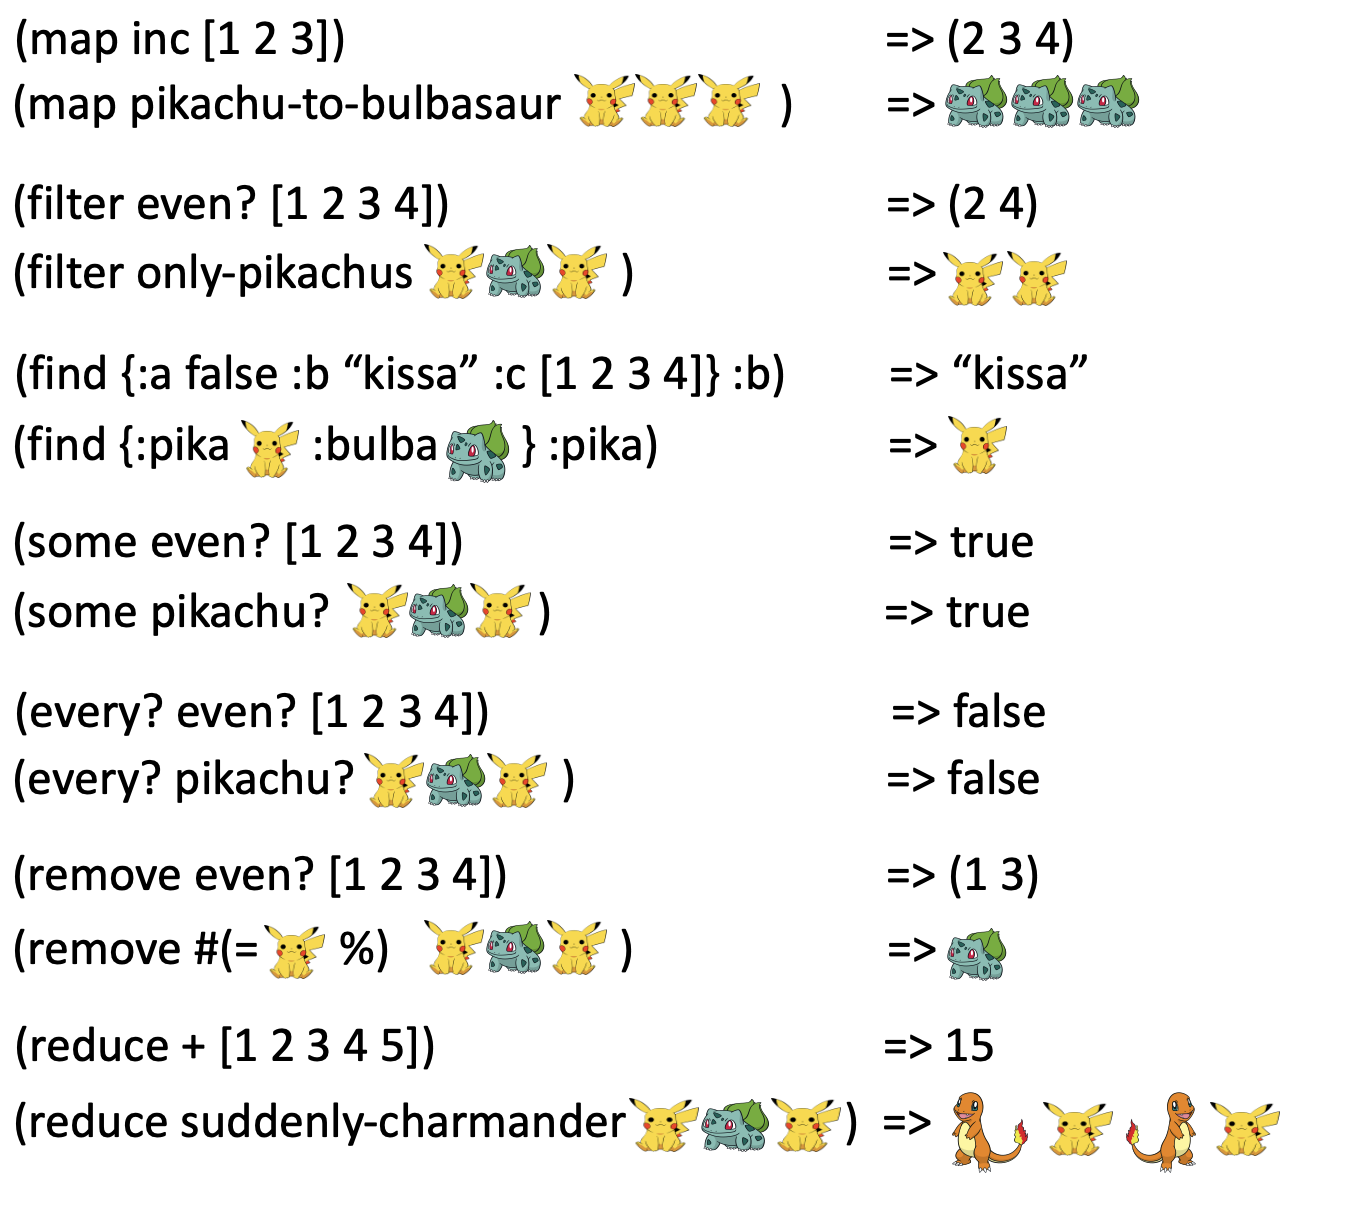 (map inc [1 2 3]) => (2 3 4)
(map pikachu-to-bulbasaur ) =>
(filter even? [1 2 3 4]) => (2 4)
(filter only-pikachus ) =>
(find {:a false :b “kissa” :c [1 2 3 4]} :b) => “kissa”
(find {:pika :bulba } :pika) =>
(some even? [1 2 3 4]) => true
(some pikachu? ) => true
(every? even? [1 2 3 4]) => false
(every? pikachu? ) => false
(remove even? [1 2 3 4]) => (1 3)
(remove #(= %) ) =>
(reduce + [1 2 3 4 5]) => 15
(reduce suddenly-charmander ) =>